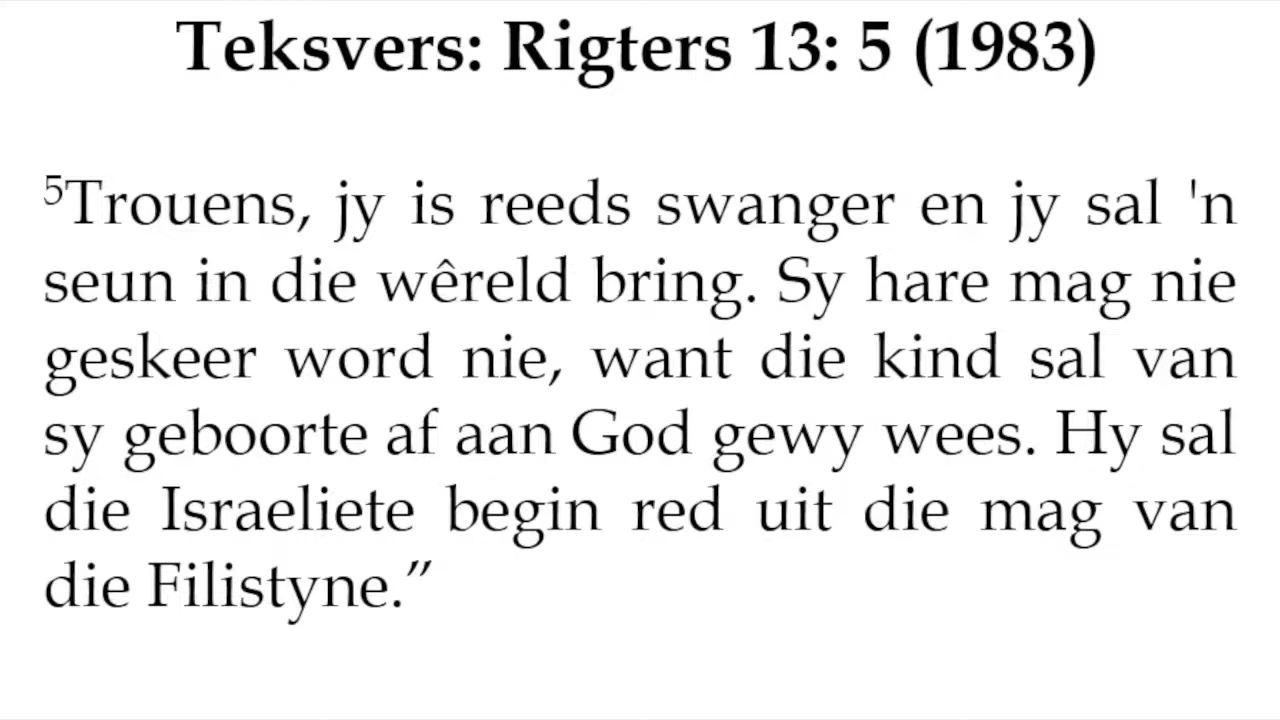 Teksvers: Rigters 13: 5 (1983)
⁵Trouens, jy is reeds swanger en jy sal 'n
seun in die wêreld bring. Sy hare mag nie
geskeer word nie, want die kind sal van
sy geboorte af aan God gewy wees. Hy sal
die Israeliete begin red uit die mag van
die Filistyne.”